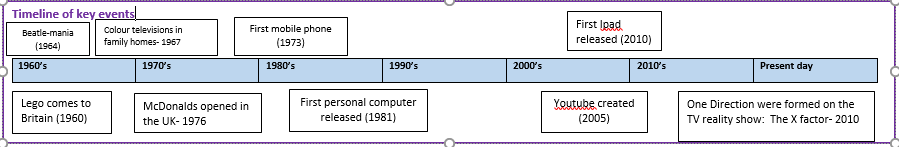 Timeline of key events
Beatle-mania
(1964)
Colour televisions in
family homes- 1967
First mobile phone
(1973)
First Ipad
released (2010)
1960's 1970's 1980's 1990's 2000's 2010's Present day
Lego comes to
Britain (1960)
McDonalds opened in
the UK- 1976
First personal computer
released (1981)
Youtube created
(2005)
One Direction were formed on the
TV reality show:  The X factor- 2010